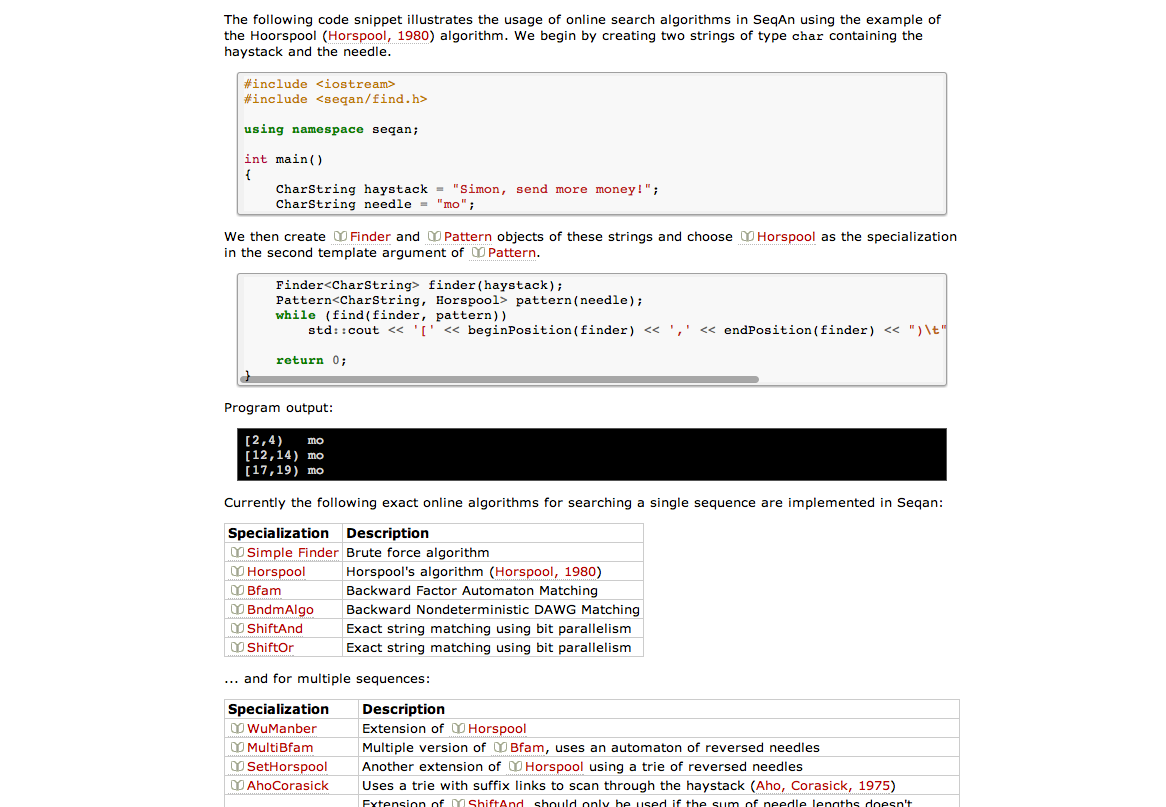 The following code snippet illustrates the usage of online search algorithms in SeqAn using the example of
the Hoorspool (Horspool, 1980) algorithm. We begin by creating two strings of type char containing the
haystack and the needle.
#include <iostream>
#include <seqan/find.h>
using namespace seqan;
int main()
{
CharString haystack = "Simon, send more money!";
CharString needle = "mo";
We then create Finder and Pattern objects of these strings and choose Horspool as the specialization
in the second template argument of Pattern.
Finder<CharString> finder(haystack);
Pattern<CharString, Horspool> pattern(needle);
while (find(finder, pattern))
std::cout << '[' << beginPosition(finder) << ',' << endPosition(finder) << ")\t"
return 0;
}
Program output:
[2,4) mo
[12,14) mo
[17,19) mo
Currently the following exact online algorithms for searching a single sequence are implemented in Seqan:
Specialization Description
Simple Finder Brute force algorithm
Horspool Horspool's algorithm (Horspool, 1980)
Bfam Backward Factor Automaton Matching
BndmAlgo Backward Nondeterministic DAWG Matching
ShiftAnd Exact string matching using bit parallelism
ShiftOr Exact string matching using bit parallelism
... and for multiple sequences:
Specialization Description
WuManber Extension of Horspool
MultiBfam Multiple version of Bfam, uses an automaton of reversed needles
SetHorspool Another extension of Horspool using a trie of reversed needles
AhoCorasick Uses a trie with suffix links to scan through the haystack (Aho, Corasick, 1975)
Extension of ShiftAnd, should only be used if the sum of needle lengths doesn't